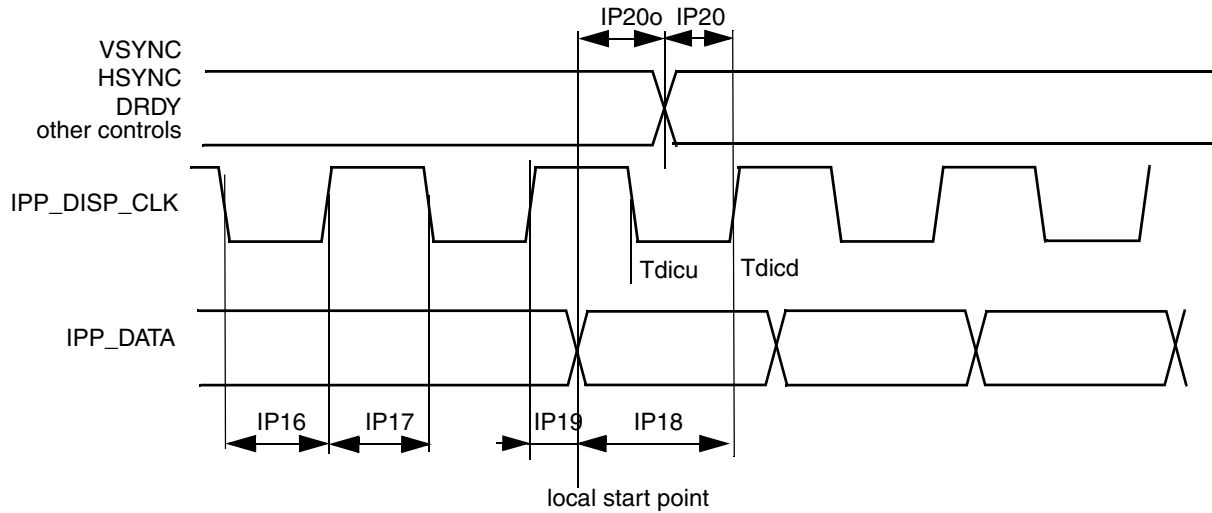 IP20o IP20
VSYNC
HSYNC
DRDY
other controls
IPP_DISP_CLK
Tdicu Tdicd
IPP_DATA
IP16 IP17 IP19 IP18
local start point